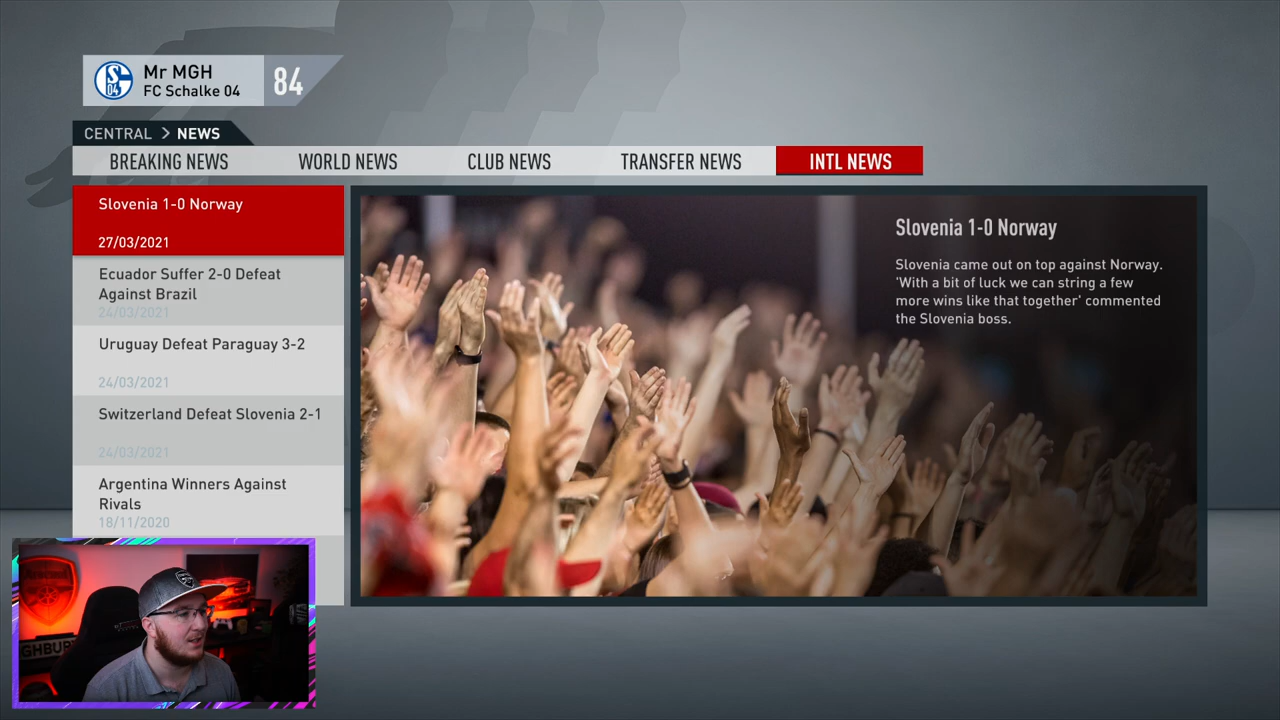 Mr MGH
FC Schalke 04
84
CENTRAL > NEWS
BREAKING NEWS
WORLD NEWS
CLUB NEWS
TRANSFER NEWS
INTL NEWS
Slovenia 1-0 Norway
27/03/2021
Ecuador Suffer 2-0 Defeat
Against Brazil
24/03/2021
Uruguay Defeat Paraguay 3-2
24/03/2021
Switzerland Defeat Slovenia 2-1
24/03/2021
Argentina Winners Against
Rivals
18/11/2020
Slovenia 1-0 Norway
Slovenia came out on top against Norway.
'With a bit of luck we can string a few
more wins like that together' commented
the Slovenia boss.
S
04
Arsenal
GHBURY